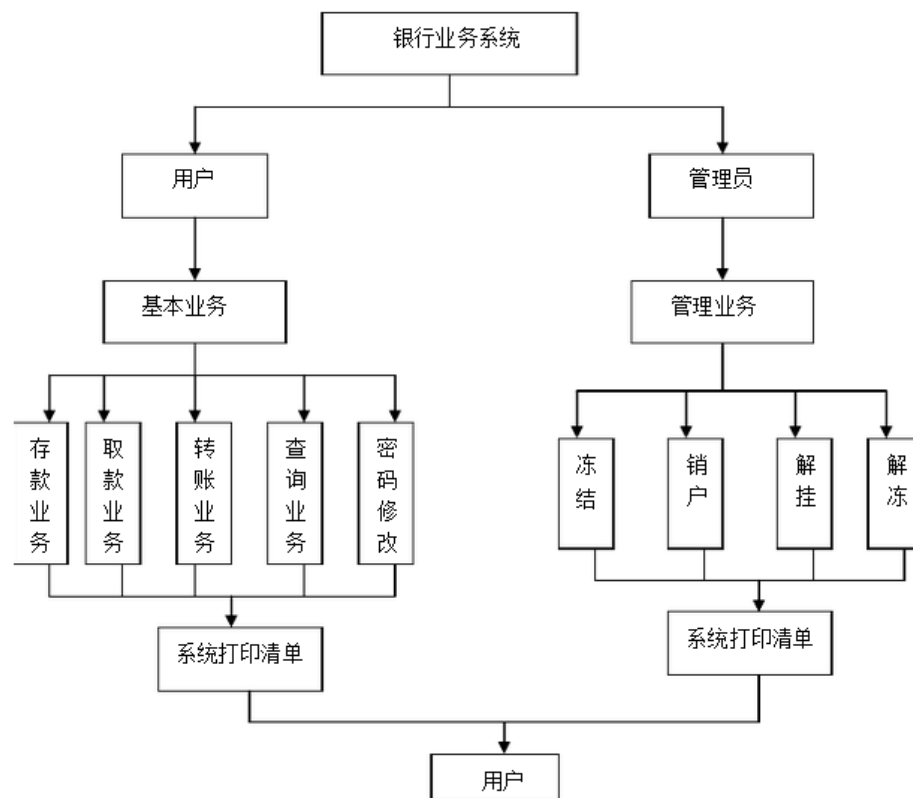 银行业务系统
用户
管理员
基本业务
管理业务
存款业务
取款业务
转账业务
查询业务
密码修改
冻结
销户
解挂
解冻
系统打印清单
系统打印清单
用户